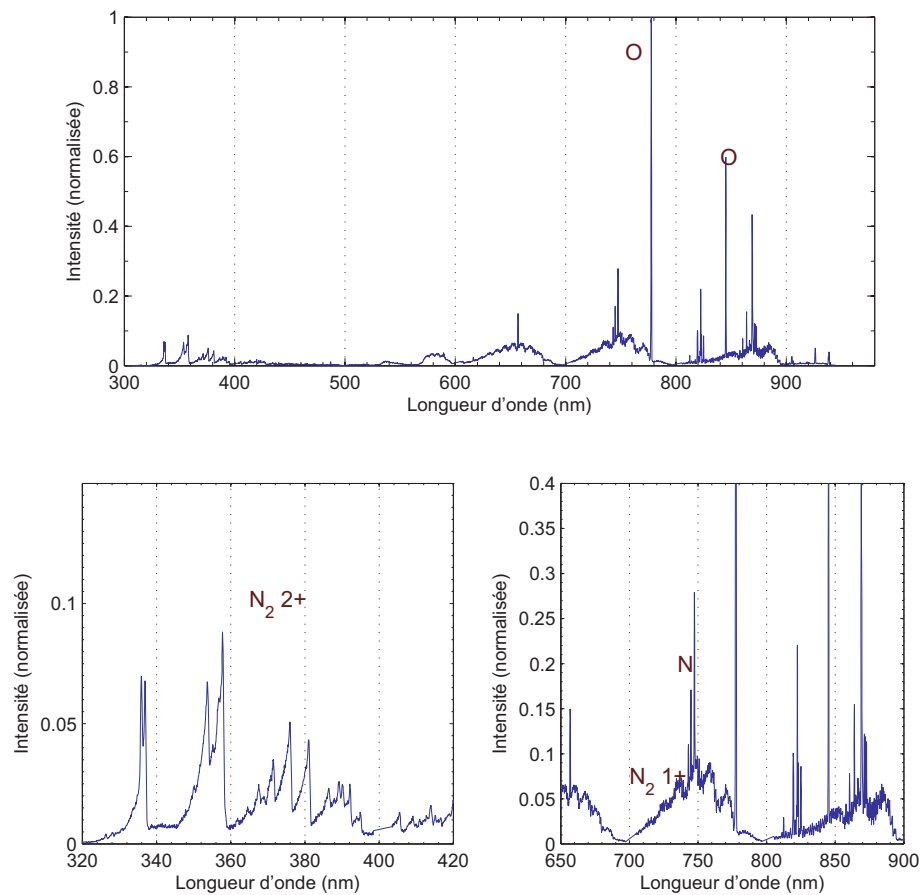 Intensité (normalisée)
1
0.8
0.6
0.4
0.2
0
O
O
300 400 500 600 700 800 900
Longueur d'onde (nm)
Intensité (normalisée)
0.1
0.05
0
N2 2+
320 340 360 380 400 420
Longueur d'onde (nm)
Intensité (normalisée)
0.4
0.35
0.3
0.25
0.2
0.15
0.1
0.05
0
N
N2 1+
650 700 750 800 850 900
Longueur d'onde (nm)